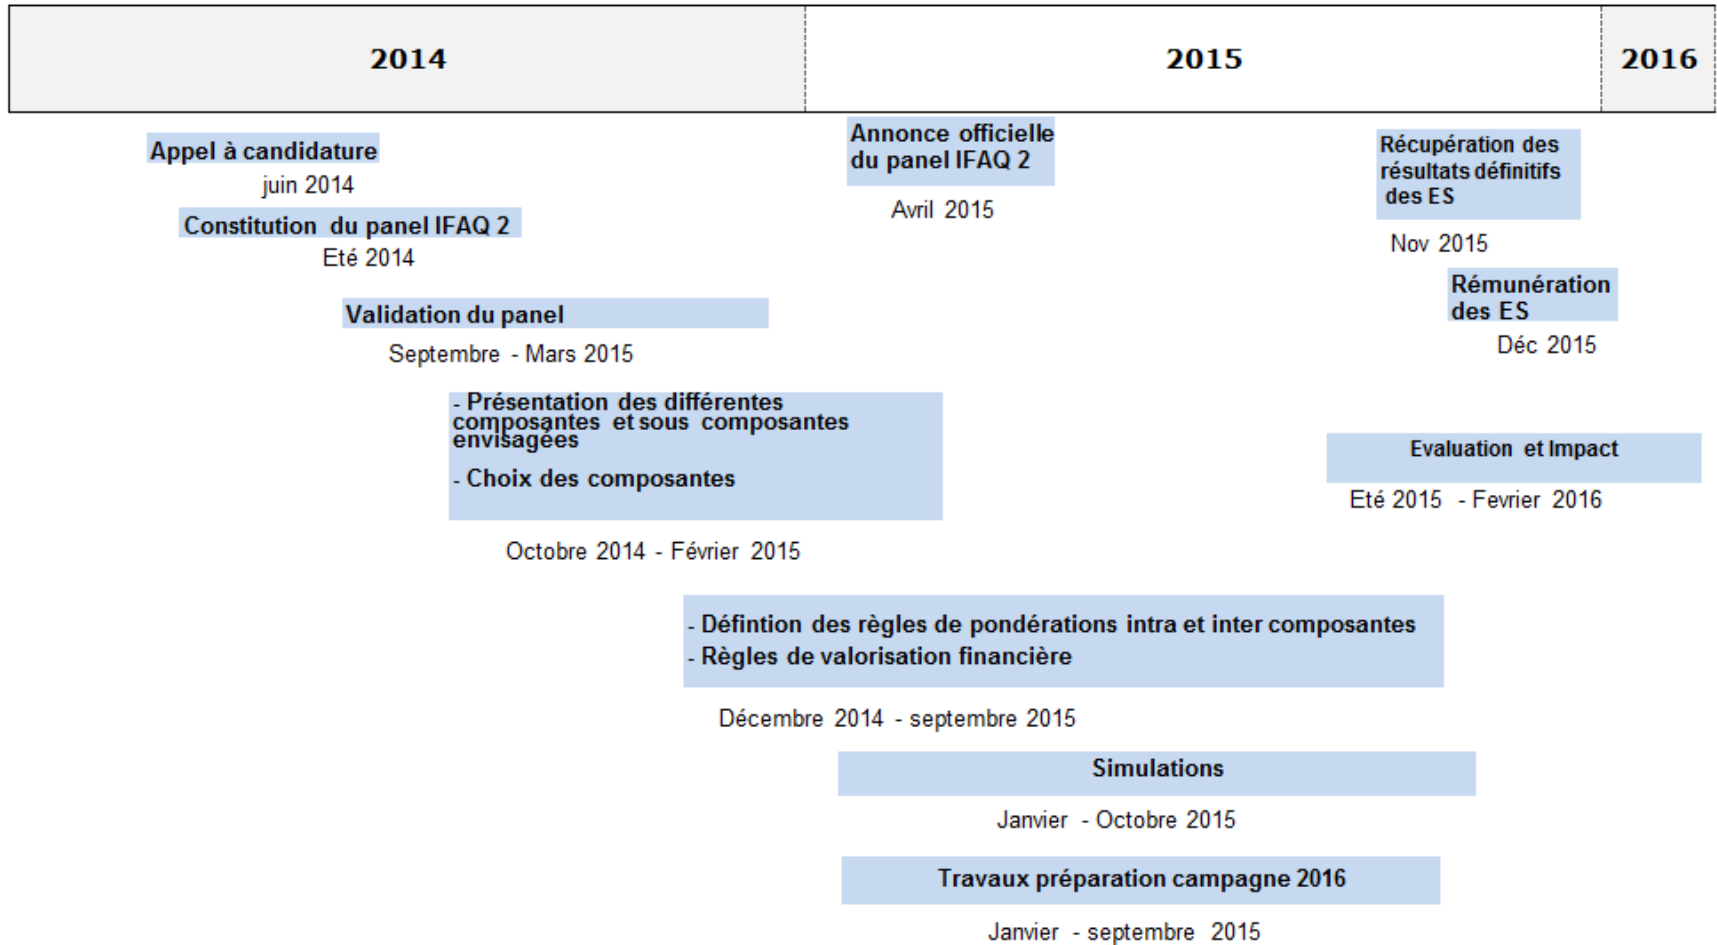 2014
2015
2016
Appel à candidature
juin 2014
Constitution du panel IFAQ 2
Eté 2014
Validation du panel
Septembre - Mars 2015
- Présentation des différentes
composantes et sous composantes
envisagées
- Choix des composantes
Octobre 2014 - Février 2015
Annonce officielle
du panel IFAQ 2
Avril 2015
Récupération des
résultats définitifs
des ES
Nov 2015
Rémunération
des ES
Déc 2015
Evaluation et Impact
Eté 2015 - Fevrier 2016
- Défintion des règles de pondérations intra et inter composantes
- Règles de valorisation financière
Décembre 2014 - septembre 2015
Simulations
Janvier - Octobre 2015
Travaux préparation campagne 2016
Janvier - septembre 2015